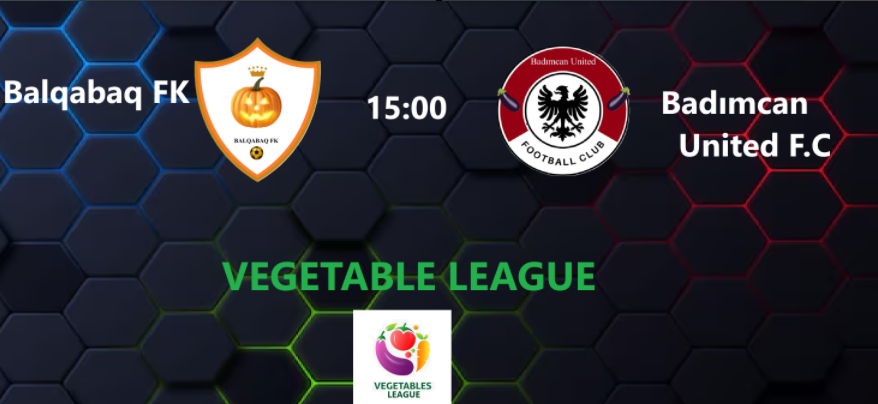 Balqabaq FK
BALQABAQ FK
15:00
Badımcan United
FOOTBALL CLUB
Badımcan
United F.C
VEGETABLE LEAGUE
VEGETABLES
LEAGUE